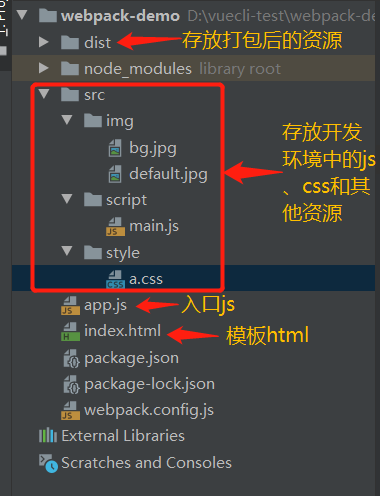 webpack-demo D:\vuecli-test\webpack-de
dist 存放打包后的资源
node_modules library root
src
img
bg.jpg
default.jpg
存放开发
环境中的js
、css和其
他资源
script
main.js
style
a.css
app.js 入口js
index.html 模板html
package.json
package-lock.json
webpack.config.js
External Libraries
Scratches and Consoles